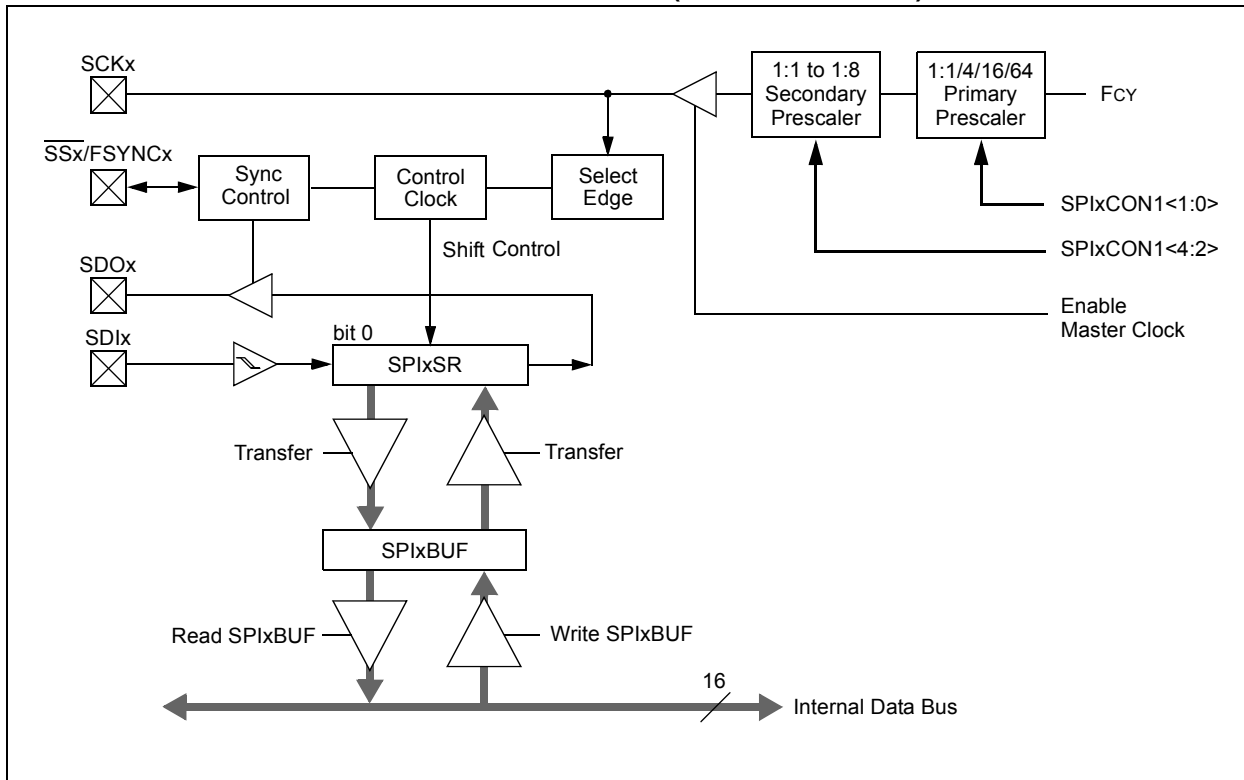 SCKx
1:1 to 1:8
Secondary
Prescaler
1:1/4/16/64
Primary
Prescaler
FCY
SSx/FSYNCx
Sync
Control
Control
Clock
Select
Edge
SPIxCON1<1:0>
Shift Control
SPIxCON1<4:2>
SDOx
Enable
Master Clock
SDIx
bit 0
SPIxSR
Transfer
Transfer
SPIxBUF
Read SPIxBUF
Write SPIxBUF
16
Internal Data Bus